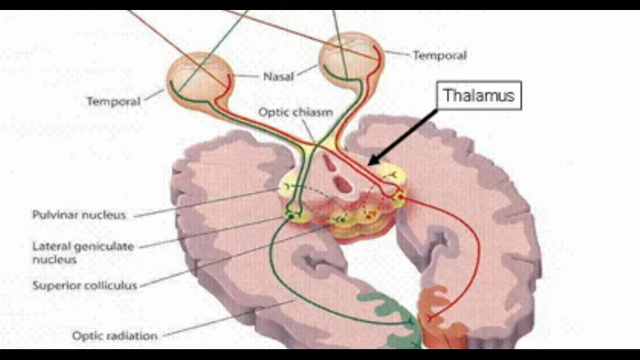 Temporal
Nasal
Thalamus
Temporal
Optic chiasm
Pulvinar nucleus
Lateral geniculate
nucleus
Superior colliculus
Optic radiation